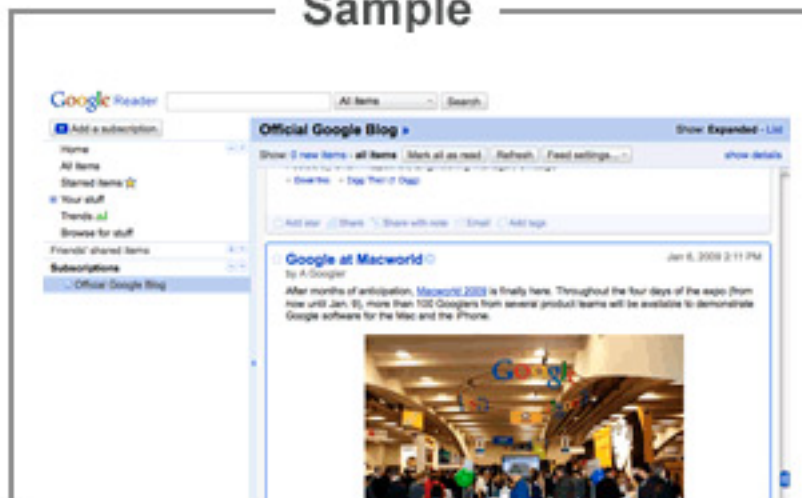 Sample
Google Reader All items Search
Add a subscription
Home
All items
Starred items
Your stuff
Trends
Browse for stuff
Friends' shared items
Subscriptions
Official Google Blog
Official Google Blog »
Show: Expanded - List
Show: 0 new items - all items Mark all as read Refresh Feed settings... show details
Email this Digg This!
Add star Share Share with note Email Add tags
Google at Macworld
Jan 6, 2009 2:11 PM
by A Googler
After months of anticipation, Macworld 2009 is finally here. Throughout the four days of the expo (from
now until Jan. 9), more than 100 Googlers from several product teams will be available to demonstrate
Google software for the Mac and the iPhone.
Google